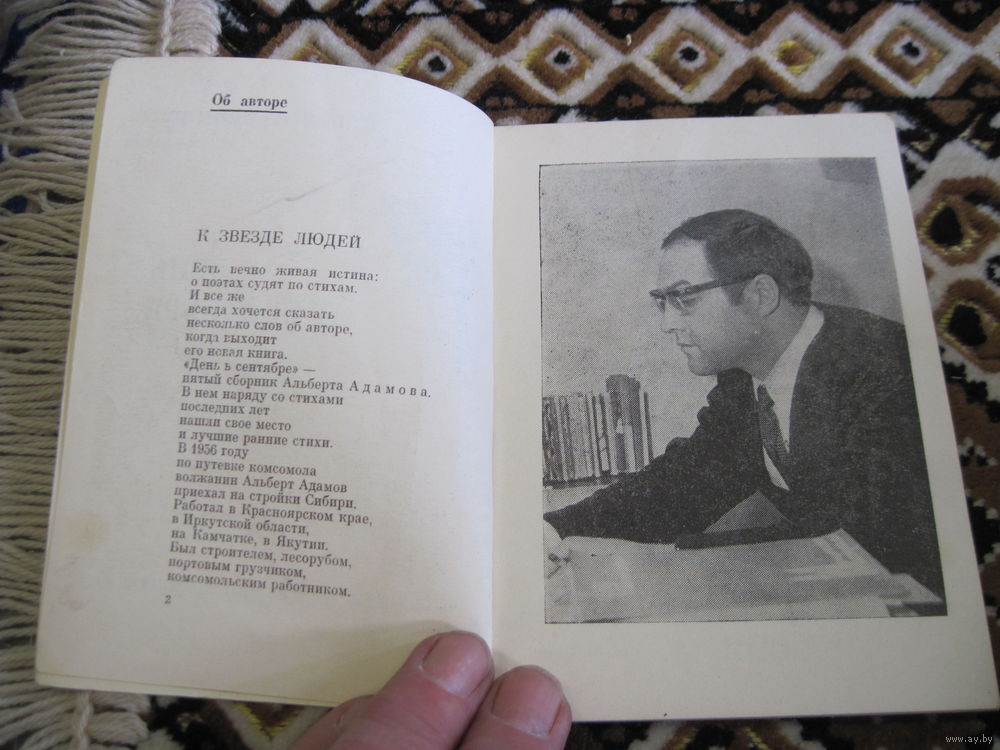 Об авторе
К ЗВЕЗДЕ ЛЮДЕЙ
Есть вечно живая истина:
о поэтах судят по стихам.
И все же
всегда хочется сказать
несколько слов об авторе,
когда выходит
его новая книга.
«День в сентябре» —
пятый сборник Альберта Адамова.
В нем наряду со стихами
последних лет
нашли свое место
и лучшие ранние стихи.
В 1956 году
по путевке комсомола
волжанин Альберт Адамов
приехал на стройки Сибири.
Работал в Красноярском крае,
в Иркутской области,
на Камчатке, в Якутии.
Был строителем, лесорубом,
портовым грузчиком,
комсомольским работником.
2
www.ay.by